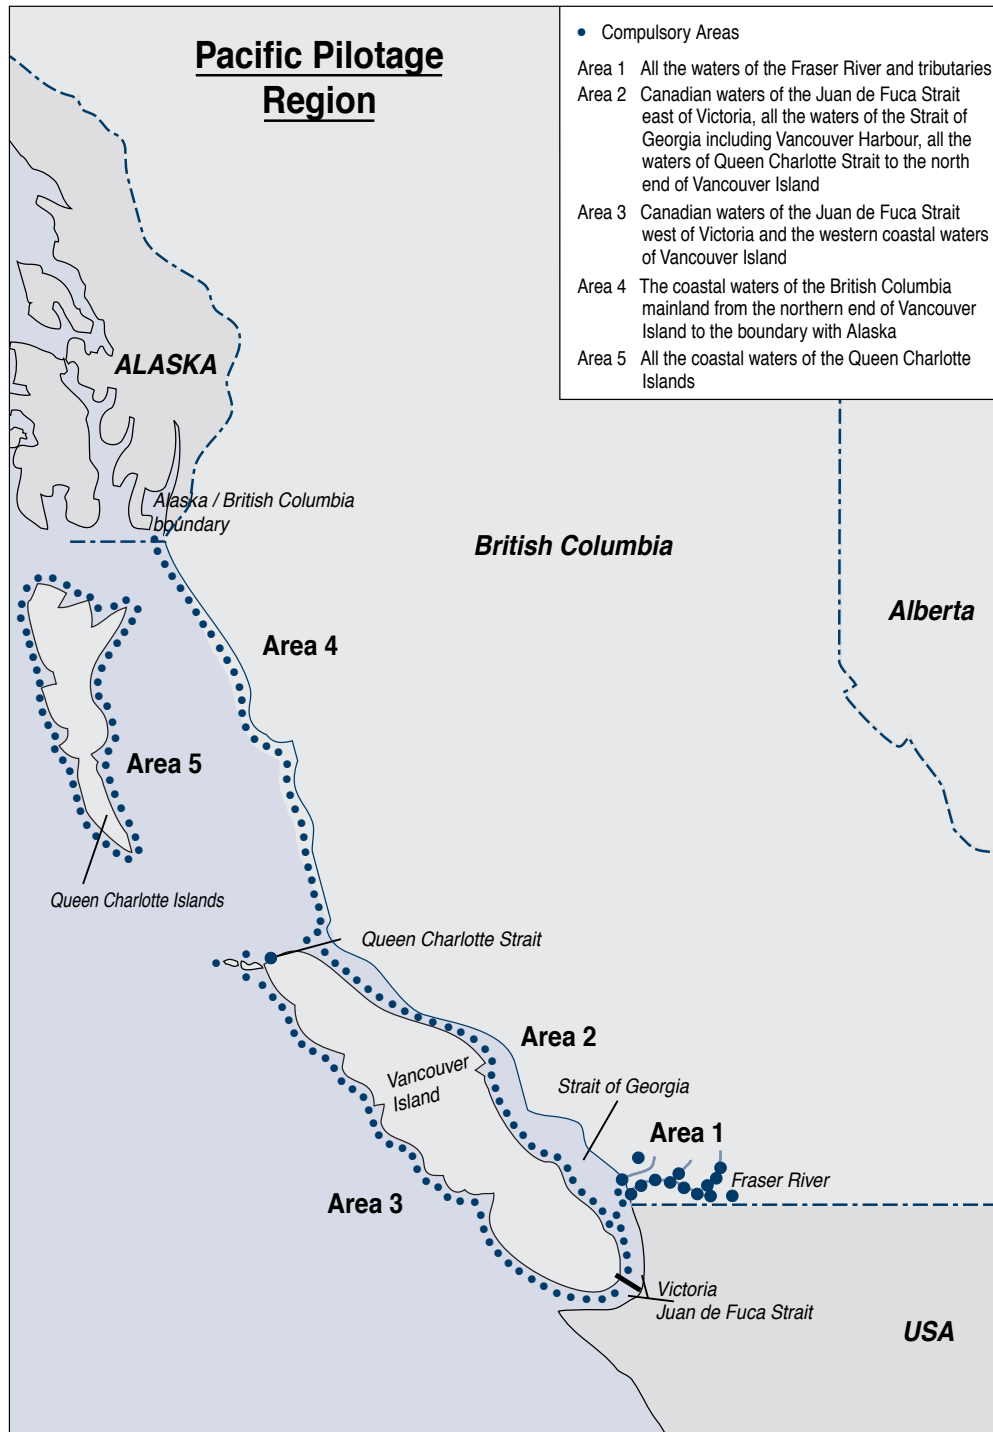 Pacific Pilotage
Region
Compulsory Areas
Area 1 All the waters of the Fraser River and tributaries
Area 2 Canadian waters of the Juan de Fuca Strait
east of Victoria, all the waters of the Strait of
Georgia including Vancouver Harbour, all the
waters of Queen Charlotte Strait to the north
end of Vancouver Island
Area 3 Canadian waters of the Juan de Fuca Strait
west of Victoria and the western coastal waters
of Vancouver Island
Area 4 The coastal waters of the British Columbia
mainland from the northern end of Vancouver
Island to the boundary with Alaska
Area 5 All the coastal waters of the Queen Charlotte
Islands
ALASKA
Alaska / British Columbia
boundary
British Columbia
Alberta
Area 4
Area 5
Queen Charlotte Islands
Queen Charlotte Strait
Area 2
Vancouver
Island
Strait of Georgia
Area 1
Fraser River
Area 3
Victoria
Juan de Fuca Strait
USA